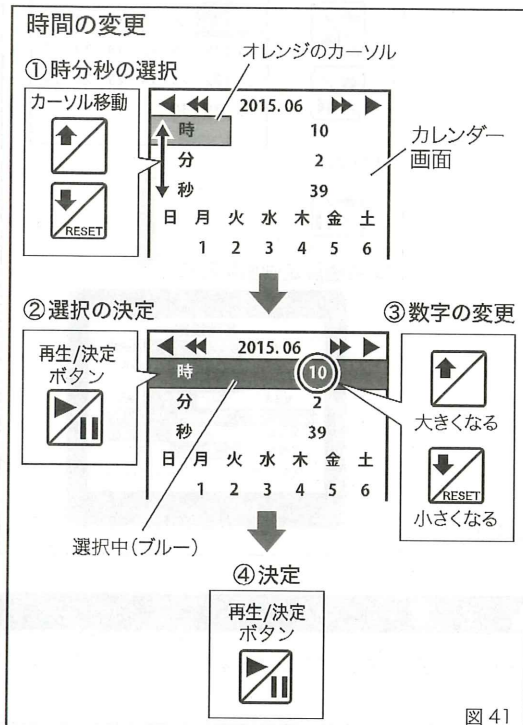 時間の変更
①時分秒の選択
オレンジのカーソル
カーソル移動
RESET
2015.06
時 10
分 2
秒 39
日 月 火 水 木 金 土
1 2 3 4 5 6
カレンダー
画面
②選択の決定
再生/決定
ボタン
2015.06
時 10
分 2
秒 39
日 月 火 水 木 金 土
1 2 3 4 5 6
選択中(ブルー)
③数字の変更
大きくなる
RESET
小さくなる
④決定
再生/決定
ボタン
図 41